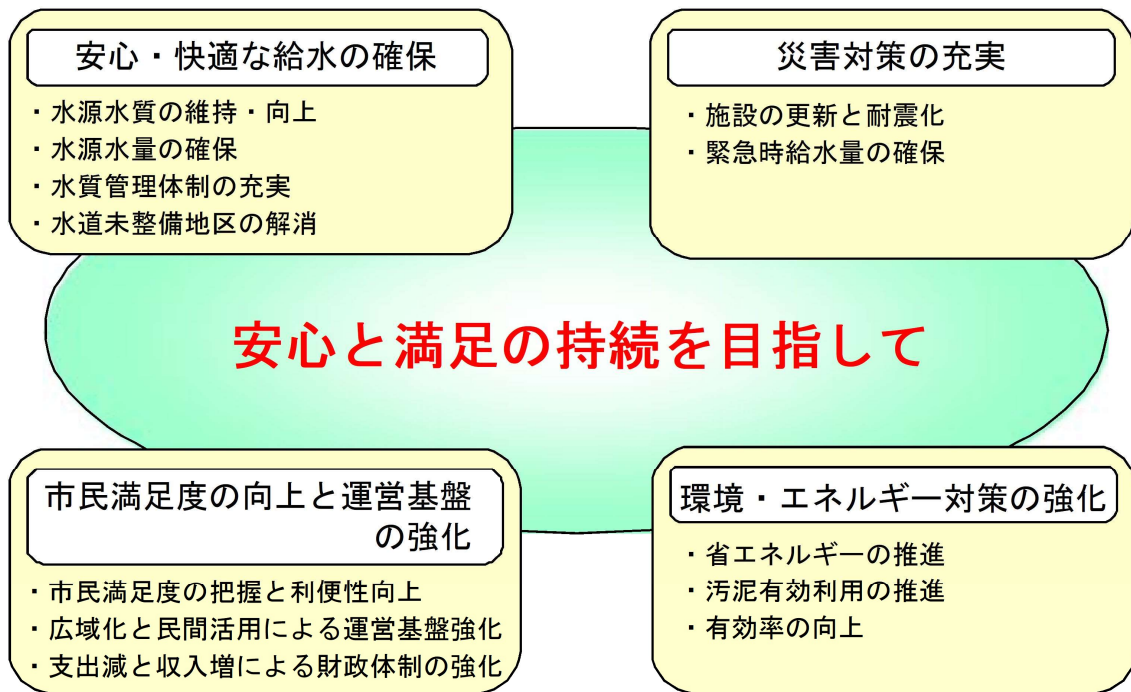 安心・快適な給水の確保
・水源水質の維持・向上
・水源水量の確保
・水質管理体制の充実
・水道未整備地区の解消
災害対策の充実
・施設の更新と耐震化
・緊急時給水量の確保
安心と満足の持続を目指して
市民満足度の向上と運営基盤
の強化
・市民満足度の把握と利便性向上
・広域化と民間活用による運営基盤強化
・支出減と収入増による財政体制の強化
環境・エネルギー対策の強化
・省エネルギーの推進
・汚泥有効利用の推進
・有効率の向上